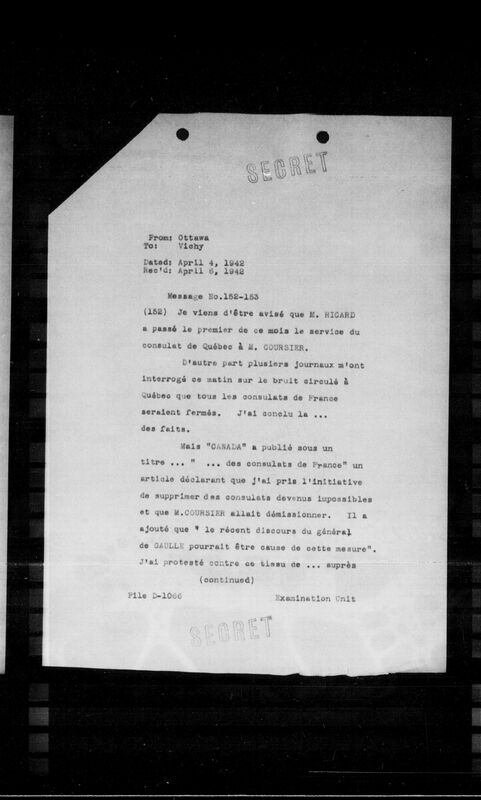 SECRET
From: Ottawa
To: Vichy
Dated: April 4, 1942
Rec'd: April 6, 1942
Message No.152-153
(152) Je viens d'être avisé que M. RICARD
a passé le premier de ce mois le service du
consulat de Québec à M. COURSIER.
D'autre part plusiers journaux m'ont
interrogé ce matin sur le bruit circulé à
Québec que tous les consulats de France
seraient fermés. J'ai conclu la ...
des faits.
Mais "CANADA" a publié sous un
titre ... " ... des consulats de France" un
article déclarant que j'ai pris l'initiative
de supprimer des consulats devenus impossibles
et que M.COURSIER allait démissionner. Il a
ajouté que " le récent discours du général
de GAULLE pourrait être cause de cette mesure".
J'ai protesté contre ce tissu de ... auprès
(continued)
File D-1066 Examination Unit
SECRET